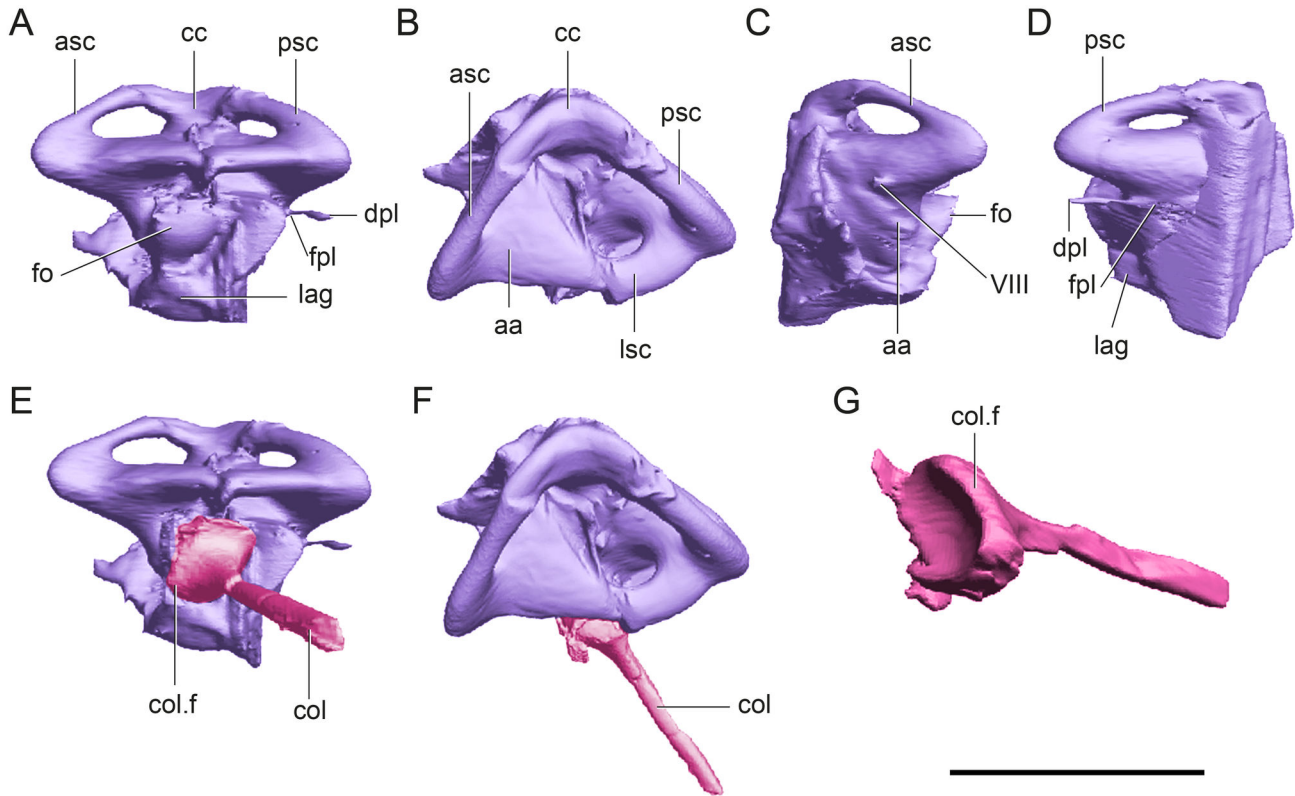 A
asc
cc
psc
fo
lag
fpl
dpl
B
cc
asc
psc
aa
lsc
C
asc
fo
VIII
aa
D
psc
dpl
fpl
lag
E
col.f
col
F
col
G
col.f